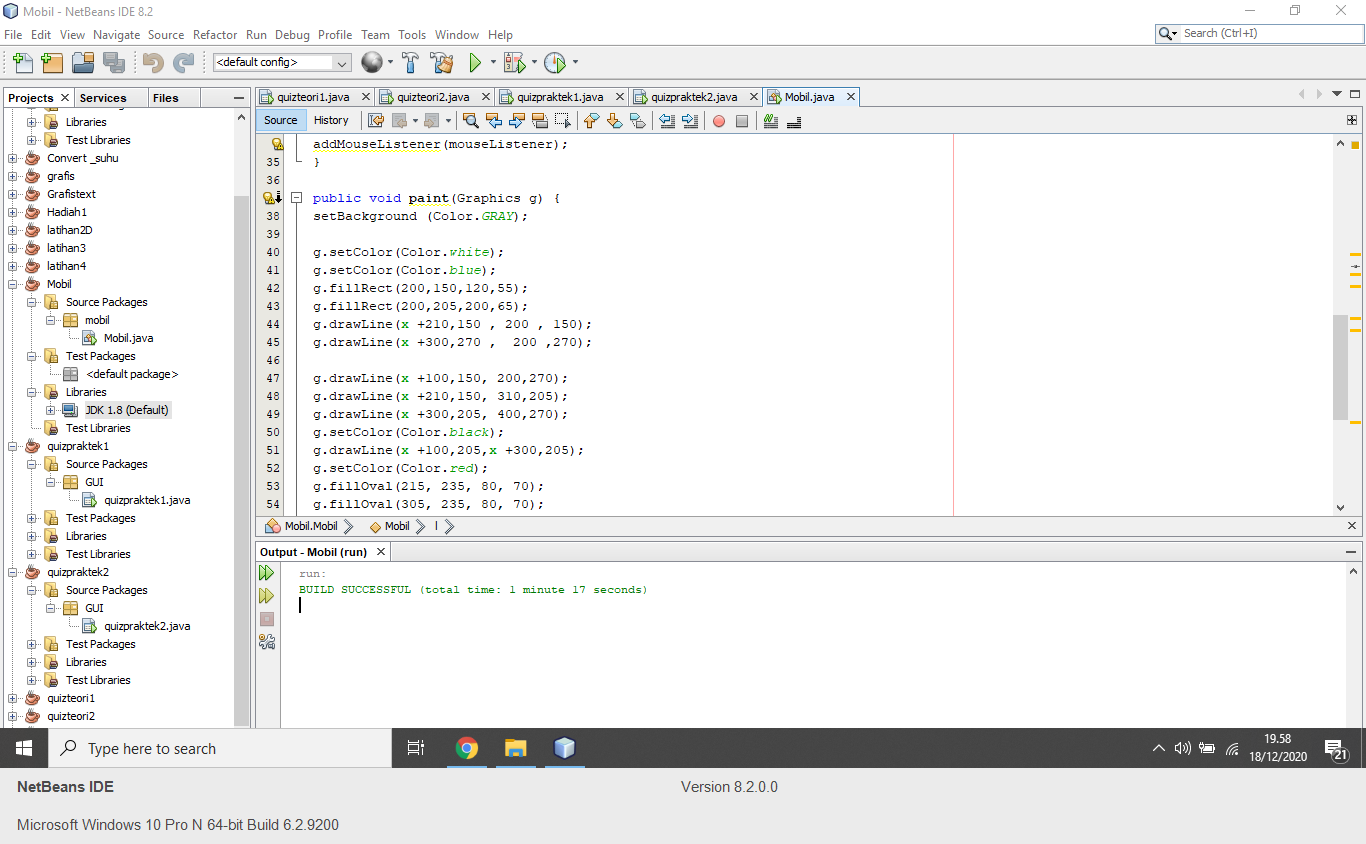 Mobil - NetBeans IDE 8.2
File Edit View Navigate Source Refactor Run Debug Profile Team Tools Window Help
Search (Ctrl+I)
<default config>
Projects Services Files
Libraries
Test Libraries
Convert _suhu
grafis
Grafistext
Hadiah1
latihan2D
latihan3
latihan4
Mobil
Source Packages
mobil
Mobil.java
Test Packages
<default package>
Libraries
JDK 1.8 (Default)
Test Libraries
quizpraktek1
Source Packages
GUI
quizpraktek1.java
Test Packages
Libraries
Test Libraries
quizpraktek2
Source Packages
GUI
quizpraktek2.java
Test Packages
Libraries
Test Libraries
quizteori1
quizteori2
quizteori1.java quizteori2.java quizpraktek1.java quizpraktek2.java Mobil.java
Source History
addMouseListener(mouseListener);
35 }
36
public void paint(Graphics g) {
38 setBackground (Color.GRAY);
39
40 g.setColor(Color.white);
41 g.setColor(Color.blue);
42 g.fillRect(200,150,120,55);
43 g.fillRect(200,205,200,65);
44 g.drawLine(x +210,150 , 200 , 150);
45 g.drawLine(x +300,270 , 200 ,270);
46
47 g.drawLine(x +100,150, 200,270);
48 g.drawLine(x +210,150, 310,205);
49 g.drawLine(x +300,205, 400,270);
50 g.setColor(Color.black);
51 g.drawLine(x +100,205,x +300,205);
52 g.setColor(Color.red);
53 g.fillOval(215, 235, 80, 70);
54 g.fillOval(305, 235, 80, 70);
Mobil.Mobil Mobil l
Output - Mobil (run)
run:
BUILD SUCCESSFUL (total time: 1 minute 17 seconds)
Type here to search
19.58
18/12/2020
21
NetBeans IDE Version 8.2.0.0
Microsoft Windows 10 Pro N 64-bit Build 6.2.9200